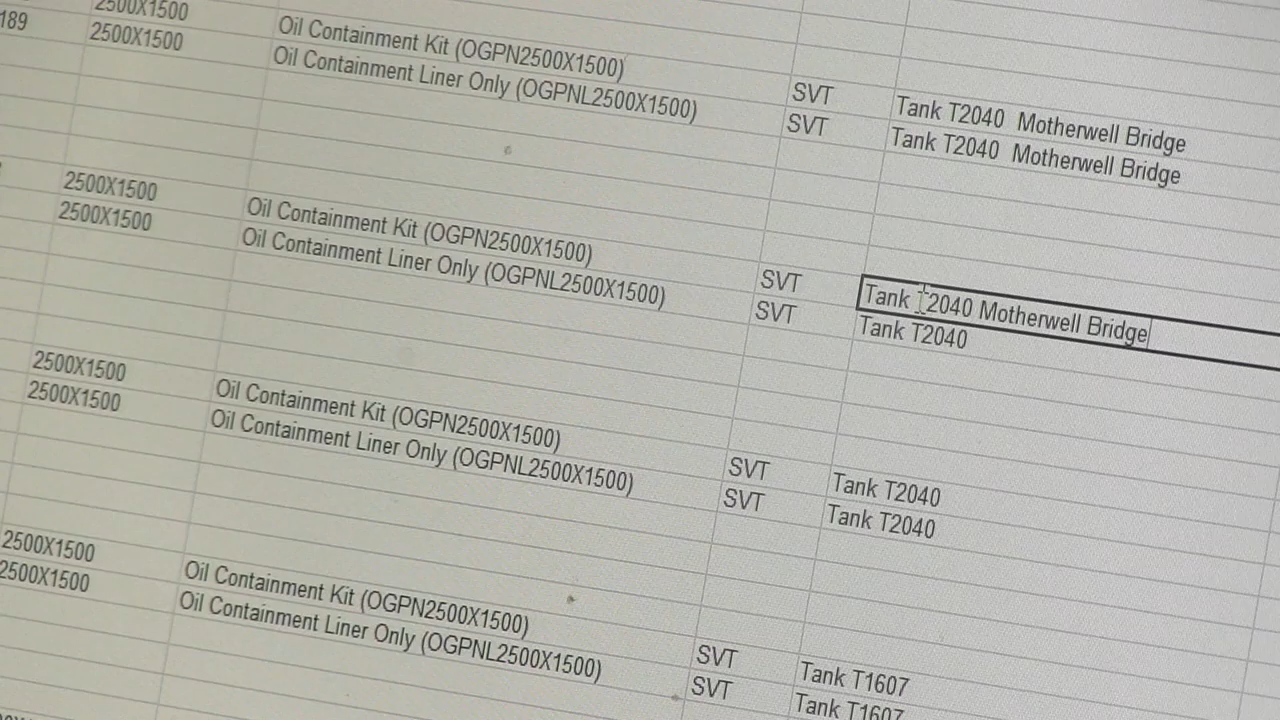 189 2500X1500
2500X1500 Oil Containment Kit (OGPN2500X1500) SVT Tank T2040 Motherwell Bridge
Oil Containment Liner Only (OGPNL2500X1500) SVT Tank T2040 Motherwell Bridge
2500X1500 Oil Containment Kit (OGPN2500X1500) SVT Tank T2040 Motherwell Bridge
2500X1500 Oil Containment Liner Only (OGPNL2500X1500) SVT Tank T2040
2500X1500 Oil Containment Kit (OGPN2500X1500) SVT Tank T2040
2500X1500 Oil Containment Liner Only (OGPNL2500X1500) SVT Tank T2040
2500X1500 Oil Containment Kit (OGPN2500X1500) SVT Tank T1607
2500X1500 Oil Containment Liner Only (OGPNL2500X1500) SVT Tank T1607